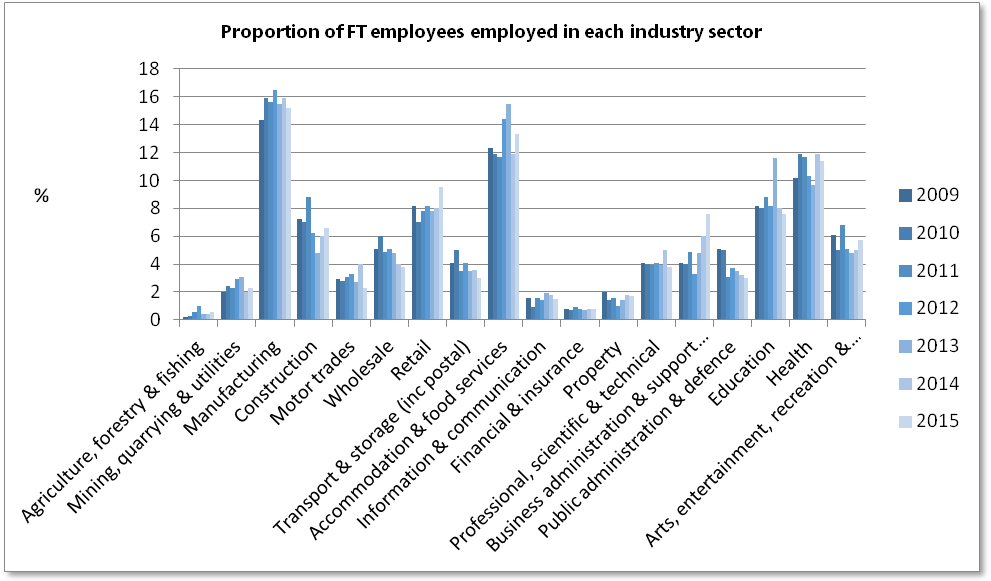 Proportion of FT employees employed in each industry sector
18
16
14
12
10
8
6
4
2
0
%
2009
2010
2011
2012
2013
2014
2015
Agriculture, forestry & fishing
Mining, quarrying & utilities
Manufacturing
Construction
Motor trades
Wholesale
Retail
Transport & storage (inc postal)
Accommodation & food services
Information & communication
Financial & insurance
Property
Professional, scientific & technical
Business administration & support...
Public administration & defence
Education
Health
Arts, entertainment, recreation &...